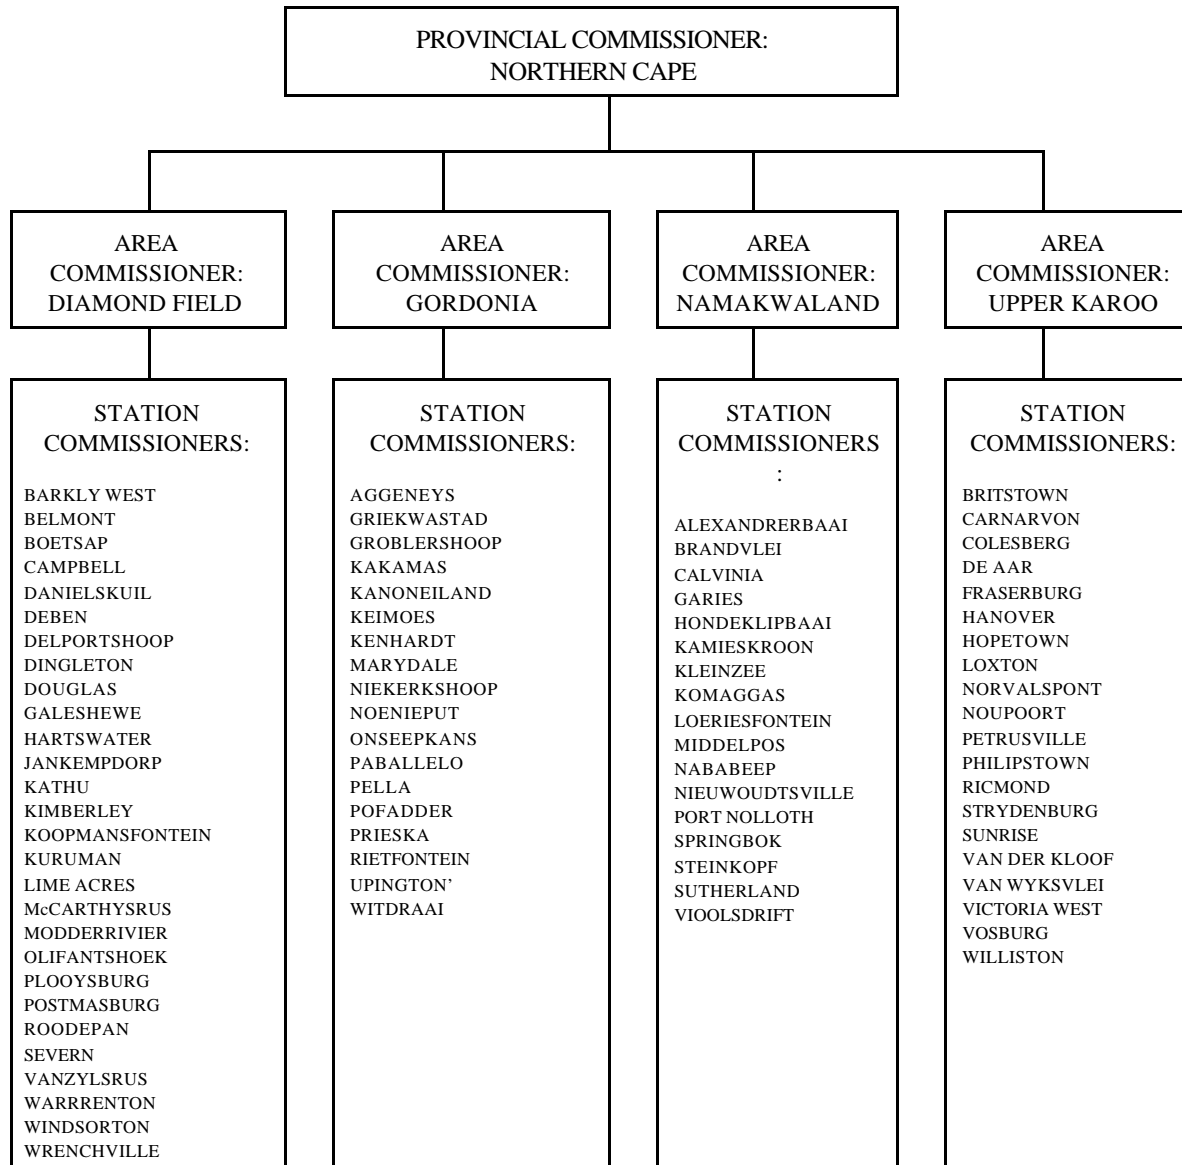 PROVINCIAL COMMISSIONER:
NORTHERN CAPE
AREA
COMMISSIONER:
DIAMOND FIELD
AREA
COMMISSIONER:
GORDONIA
AREA
COMMISSIONER:
NAMAKWALAND
AREA
COMMISSIONER:
UPPER KAROO
STATION
COMMISSIONERS:
BARKLY WEST
BELMONT
BOETSAP
CAMPBELL
DANIELSKUIL
DEBEN
DELPORTSHOOP
DINGLETON
DOUGLAS
GALESHEWE
HARTSWATER
JANKEMPDORP
KATHU
KIMBERLEY
KOOPMANSFONTEIN
KURUMAN
LIME ACRES
McCARTHYSRUS
MODDERRIVIER
OLIFANTSHOEK
PLOOYSBURG
POSTMASBURG
ROODEPAN
SEVERN
VANZYLSRUS
WARRRENTON
WINDSORTON
WRENCHVILLE
STATION
COMMISSIONERS:
AGGENEYS
GRIEKWASTAD
GROBLERSHOOP
KAKAMAS
KANONEILAND
KEIMOES
KENHARDT
MARYDALE
NIEKERKSHOOP
NOENIEPUT
ONSEEPKANS
PABALLELO
PELLA
POFADDER
PRIESKA
RIETFONTEIN
UPINGTON’
WITDRAAI
STATION
COMMISSIONERS
:
ALEXANDRERBAAI
BRANDVLEI
CALVINIA
GARIES
HONDEKLIPBAAI
KAMIESKROON
KLEINZEE
KOMAGGAS
LOERIESFONTEIN
MIDDELPOS
NABABEEP
NIEUWOUDTSVILLE
PORT NOLLOTH
SPRINGBOK
STEINKOPF
SUTHERLAND
VIOOLSDRIFT
STATION
COMMISSIONERS:
BRITSTOWN
CARNARVON
COLESBERG
DE AAR
FRASERBURG
HANOVER
HOPETOWN
LOXTON
NORVALSPONT
NOUPOORT
PETRUSVILLE
PHILIPSTOWN
RICMOND
STRYDENBURG
SUNRISE
VAN DER KLOOF
VAN WYKSVLEI
VICTORIA WEST
VOSBURG
WILLISTON